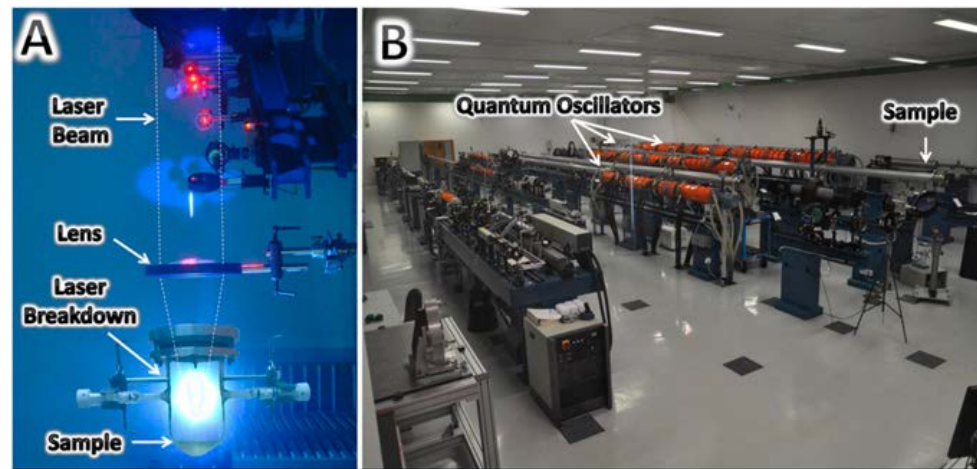 A
Laser
Beam
Lens
Laser
Breakdown
Sample
B
Quantum Oscillators
Sample